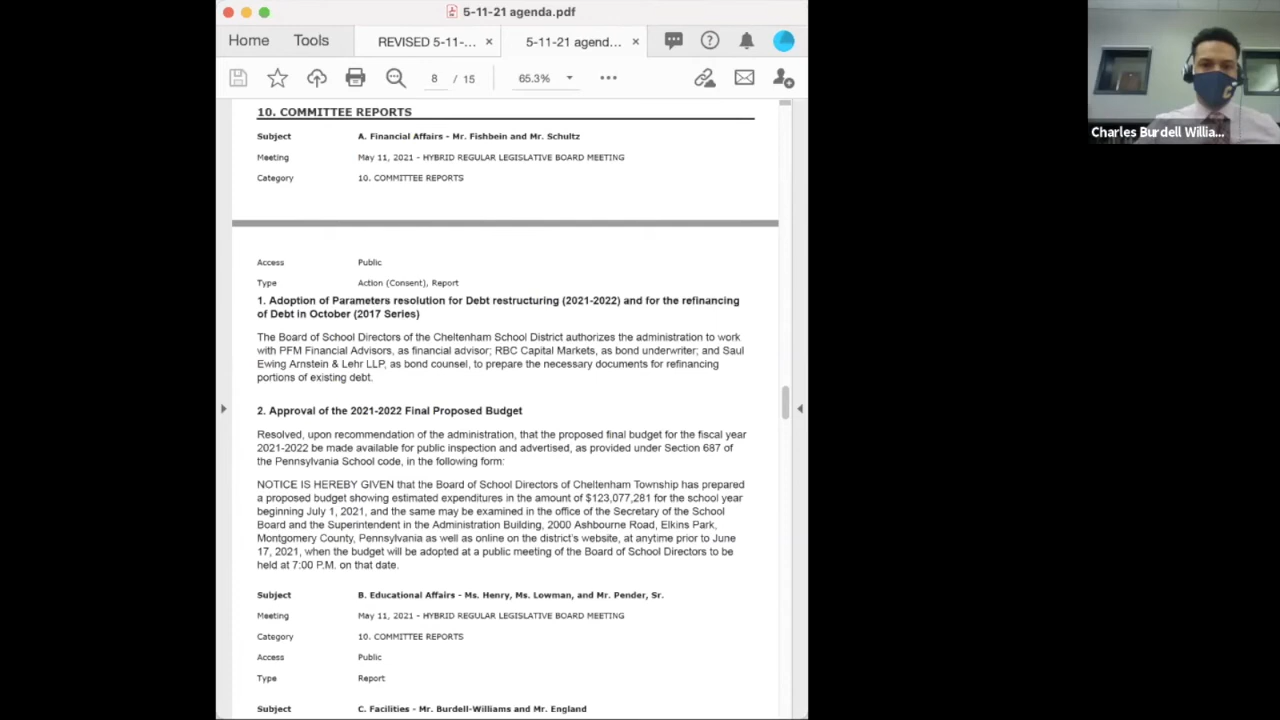 5-11-21 agenda.pdf
Home Tools REVISED 5-11-... × 5-11-21 agend... ×
8 / 15 65.3%
10. COMMITTEE REPORTS
Subject A. Financial Affairs - Mr. Fishbein and Mr. Schultz
Meeting May 11, 2021 - HYBRID REGULAR LEGISLATIVE BOARD MEETING
Category 10. COMMITTEE REPORTS
Access Public
Type Action (Consent), Report
1. Adoption of Parameters resolution for Debt restructuring (2021-2022) and for the refinancing
of Debt in October (2017 Series)
The Board of School Directors of the Cheltenham School District authorizes the administration to work
with PFM Financial Advisors, as financial advisor; RBC Capital Markets, as bond underwriter; and Saul
Ewing Arnstein & Lehr LLP, as bond counsel, to prepare the necessary documents for refinancing
portions of existing debt.
2. Approval of the 2021-2022 Final Proposed Budget
Resolved, upon recommendation of the administration, that the proposed final budget for the fiscal year
2021-2022 be made available for public inspection and advertised, as provided under Section 687 of
the Pennsylvania School code, in the following form:
NOTICE IS HEREBY GIVEN that the Board of School Directors of Cheltenham Township has prepared
a proposed budget showing estimated expenditures in the amount of $123,077,281 for the school year
beginning July 1, 2021, and the same may be examined in the office of the Secretary of the School
Board and the Superintendent in the Administration Building, 2000 Ashbourne Road, Elkins Park,
Montgomery County, Pennsylvania as well as online on the district's website, at anytime prior to June
17, 2021, when the budget will be adopted at a public meeting of the Board of School Directors to be
held at 7:00 P.M. on that date.
Subject B. Educational Affairs - Ms. Henry, Ms. Lowman, and Mr. Pender, Sr.
Meeting May 11, 2021 - HYBRID REGULAR LEGISLATIVE BOARD MEETING
Category 10. COMMITTEE REPORTS
Access Public
Type Report
Subject C. Facilities - Mr. Burdell-Williams and Mr. England
Charles Burdell Willia...